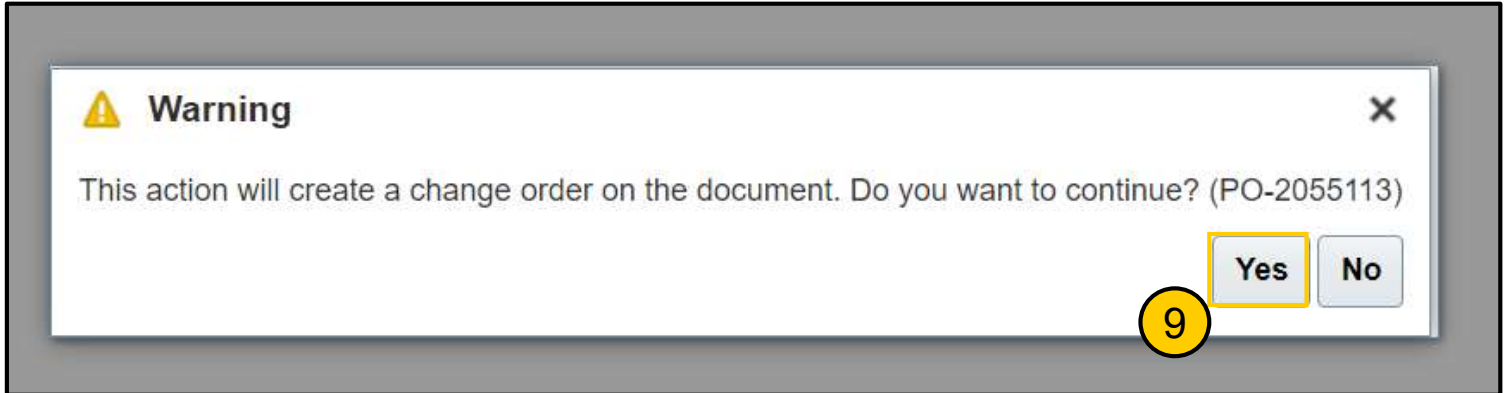 Warning
This action will create a change order on the document. Do you want to continue? (PO-2055113)
Yes No
9